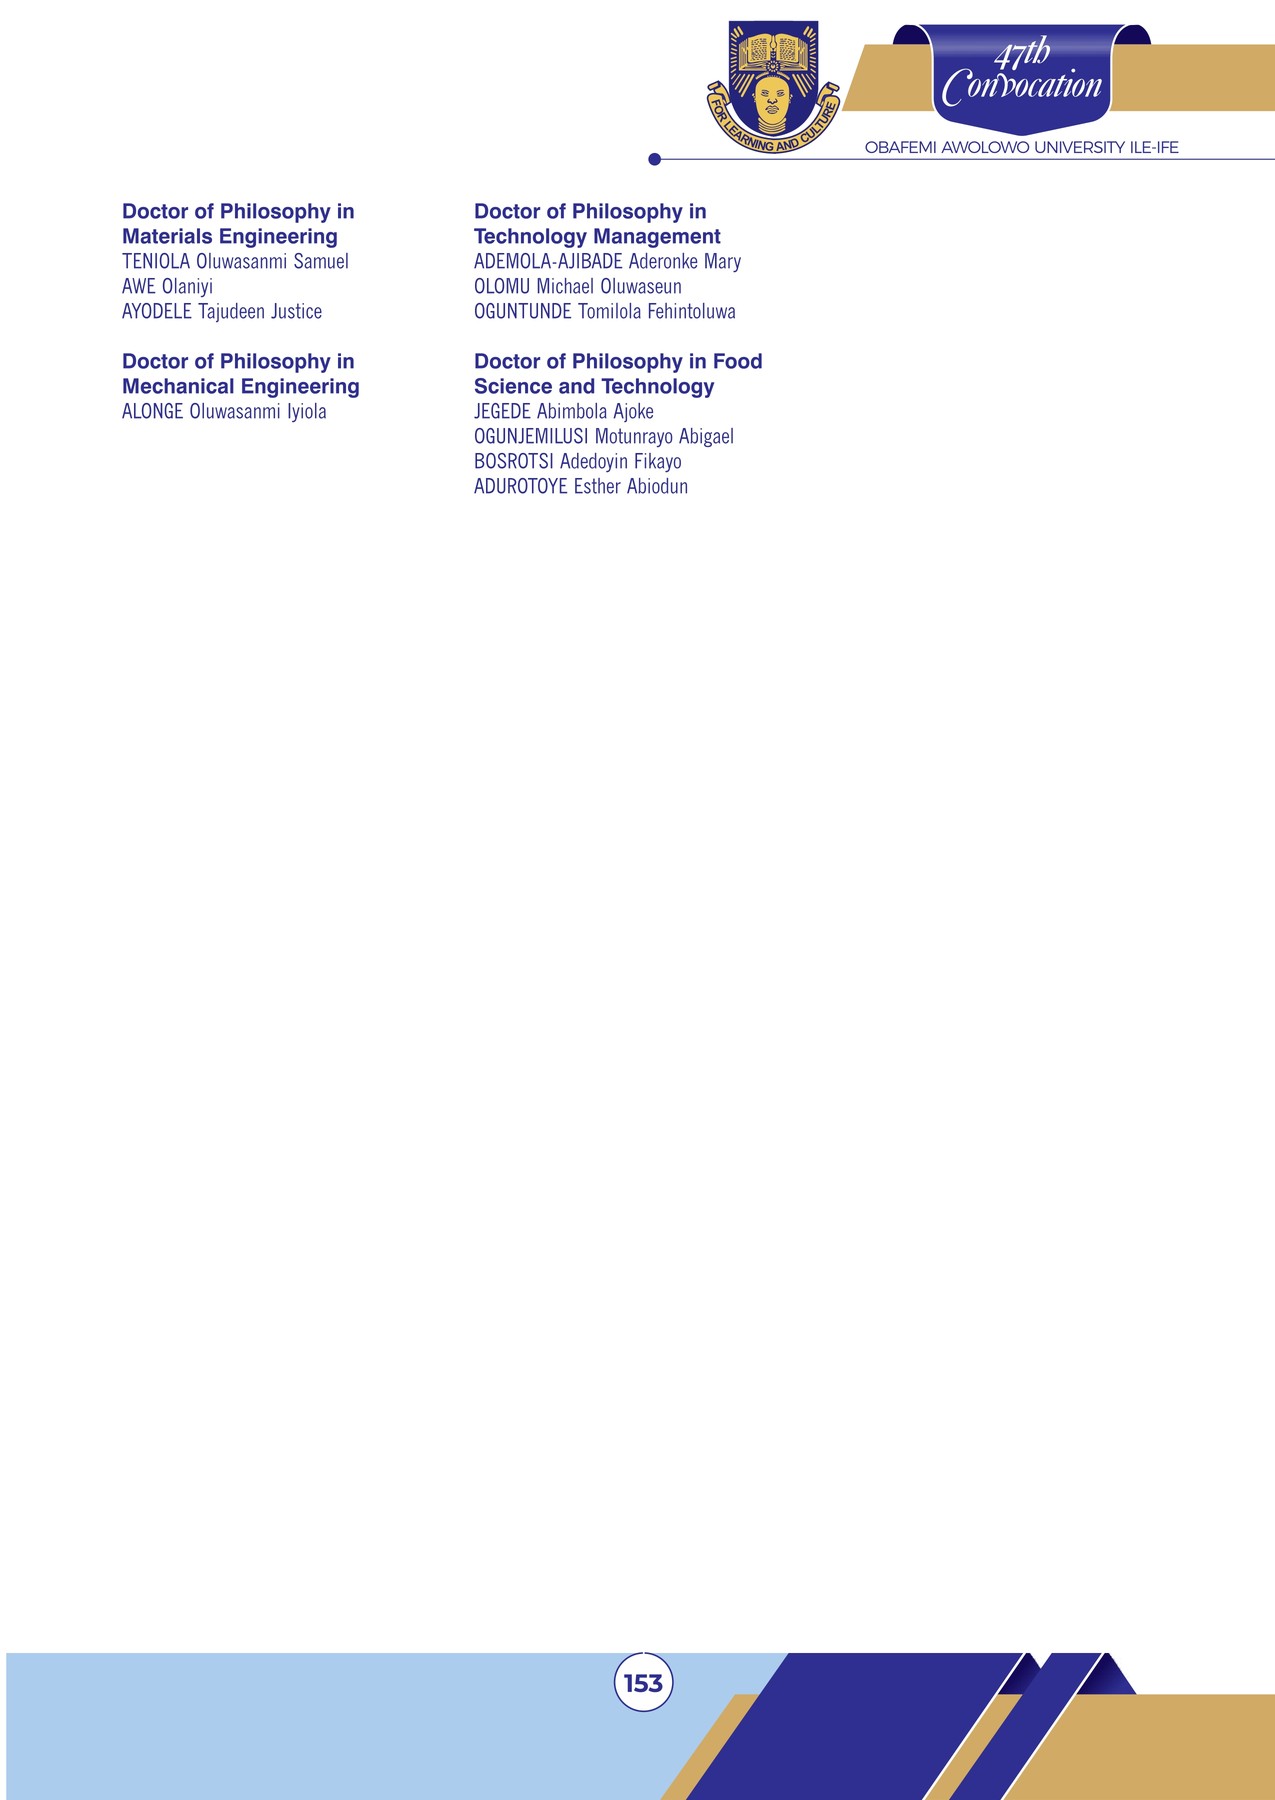 47th
Convocation
FOR LEARNING AND CULTURE
OBAFEMI AWOLOWO UNIVERSITY ILE-IFE
Doctor of Philosophy in
Materials Engineering
TENIOLA Oluwasanmi Samuel
AWE Olaniyi
AYODELE Tajudeen Justice
Doctor of Philosophy in
Mechanical Engineering
ALONGE Oluwasanmi Iyiola
Doctor of Philosophy in
Technology Management
ADEMOLA-AJIBADE Aderonke Mary
OLOMU Michael Oluwaseun
OGUNTUNDE Tomilola Fehintoluwa
Doctor of Philosophy in Food
Science and Technology
JEGEDE Abimbola Ajoke
OGUNJEMILUSI Motunrayo Abigael
BOSROTSI Adedoyin Fikayo
ADUROTOYE Esther Abiodun
153